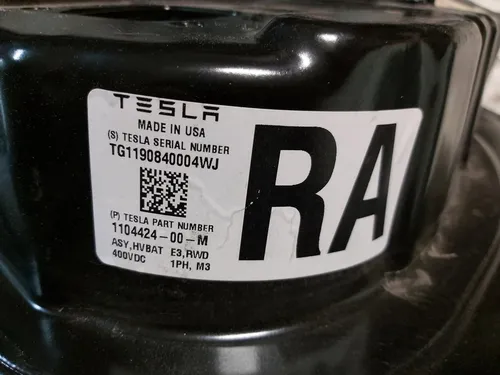 TESLA
MADE IN USA
(S) TESLA SERIAL NUMBER
TG1190840004WJ
(P) TESLA PART NUMBER
1104424-00-M
ASY,HVBAT E3,RWD
400VDC 1PH, M3
RA